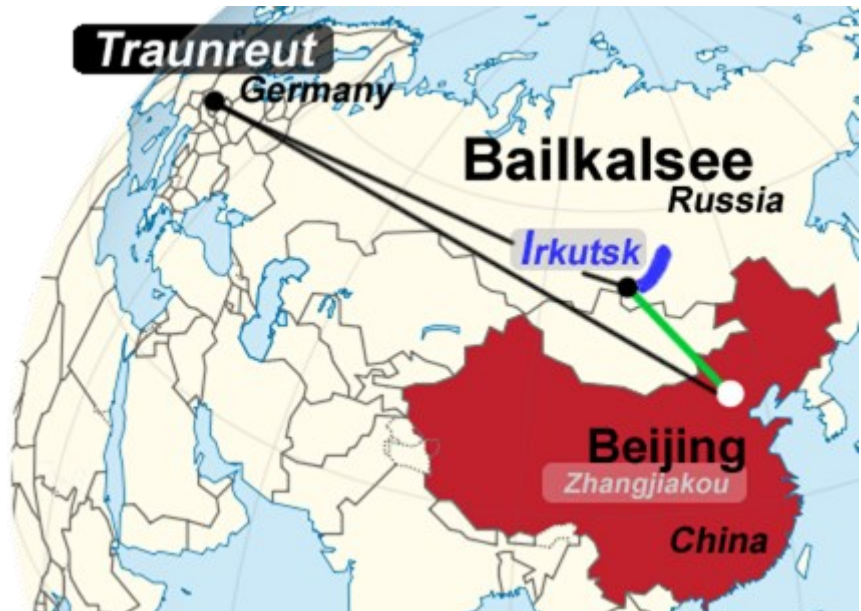 Traunreut
Germany
Bailkalsee
Russia
Irkutsk
Beijing
Zhangjiakou
China